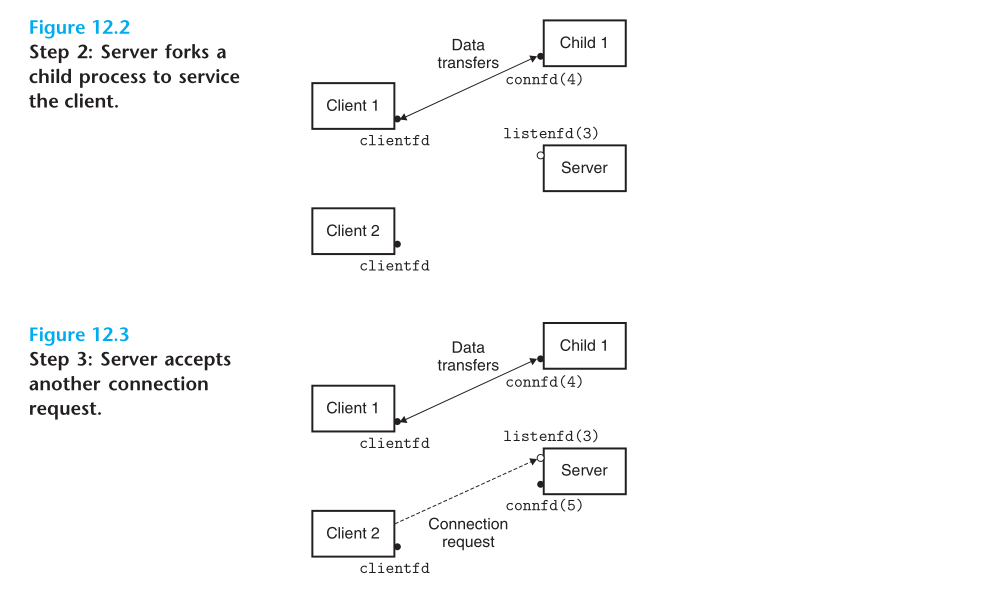 Figure 12.2
Step 2: Server forks a
child process to service
the client.
Data
transfers
Child 1
connfd(4)
Client 1
clientfd
listenfd(3)
Server
Client 2
clientfd
Figure 12.3
Step 3: Server accepts
another connection
request.
Data
transfers
Child 1
connfd(4)
Client 1
clientfd
listenfd(3)
Server
connfd(5)
Client 2
Connection
request
clientfd